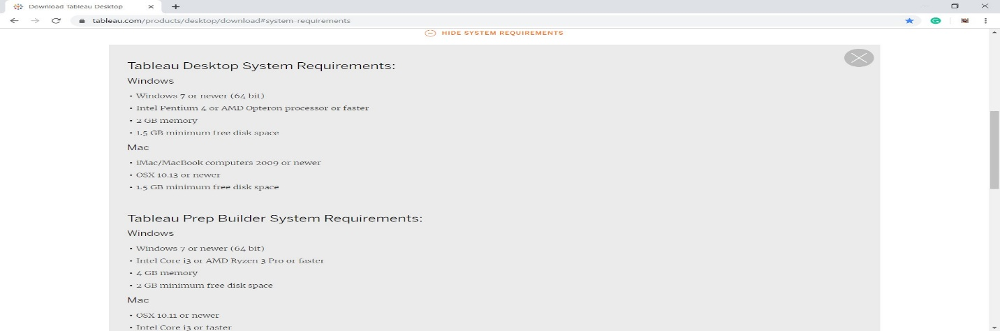 Download Tableau Desktop
tableau.com/products/desktop/download#system-requirements
HIDE SYSTEM REQUIREMENTS
Tableau Desktop System Requirements:
Windows
• Windows 7 or newer (64 bit)
• Intel Pentium 4 or AMD Opteron processor or faster
• 2 GB memory
• 1.5 GB minimum free disk space
Mac
• iMac/MacBook computers 2009 or newer
• OSX 10.13 or newer
• 1.5 GB minimum free disk space
Tableau Prep Builder System Requirements:
Windows
• Windows 7 or newer (64 bit)
• Intel Core i3 or AMD Ryzen 3 Pro or faster
• 4 GB memory
• 2 GB minimum free disk space
Mac
• OSX 10.11 or newer
• Intel Core i3 or faster